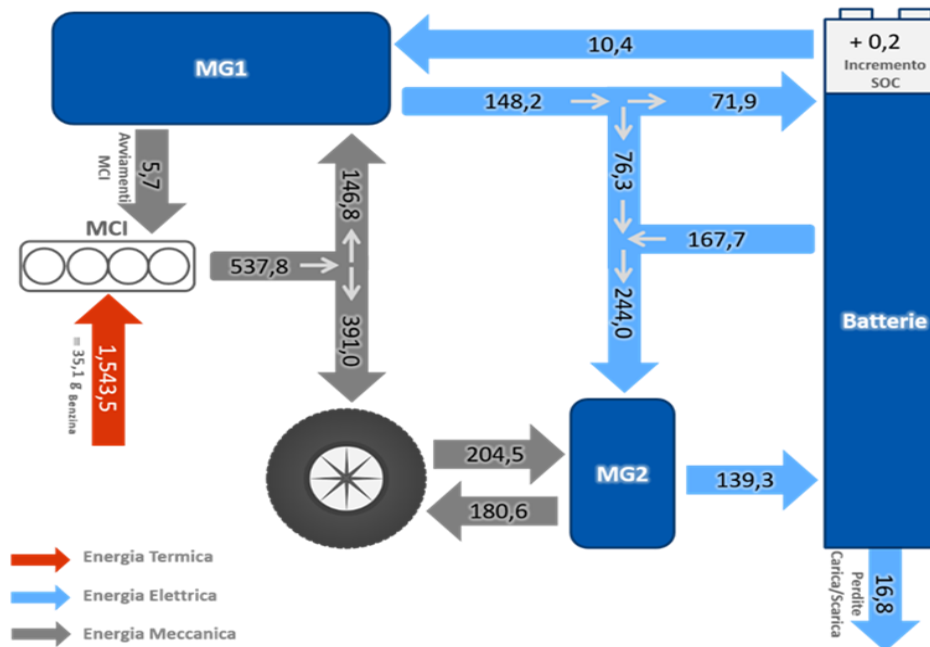 MG1
10,4
+ 0,2
Incremento
SOC
148,2
71,9
Avviamenti
MCI
5,7
146,8
76,3
MCI
537,8
167,7
391,0
244,0
Batterie
1,543,5
= 35,1 g Benzina
204,5
180,6
MG2
139,3
Energia Termica
Energia Elettrica
Energia Meccanica
Perdite
Carica/Scarica
16,8